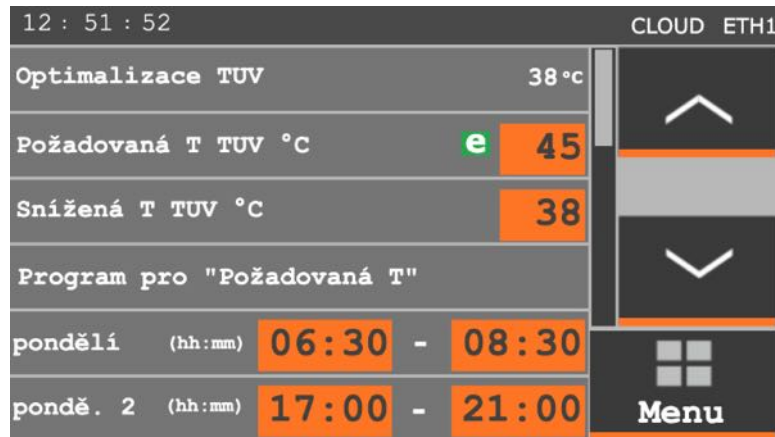 12 : 51 : 52 CLOUD ETH1
Optimalizace TUV 38 °C
Požadovaná T TUV °C e 45
Snížená T TUV °C 38
Program pro "Požadovaná T"
pondělí (hh:mm) 06:30 - 08:30
pondě. 2 (hh:mm) 17:00 - 21:00
Menu